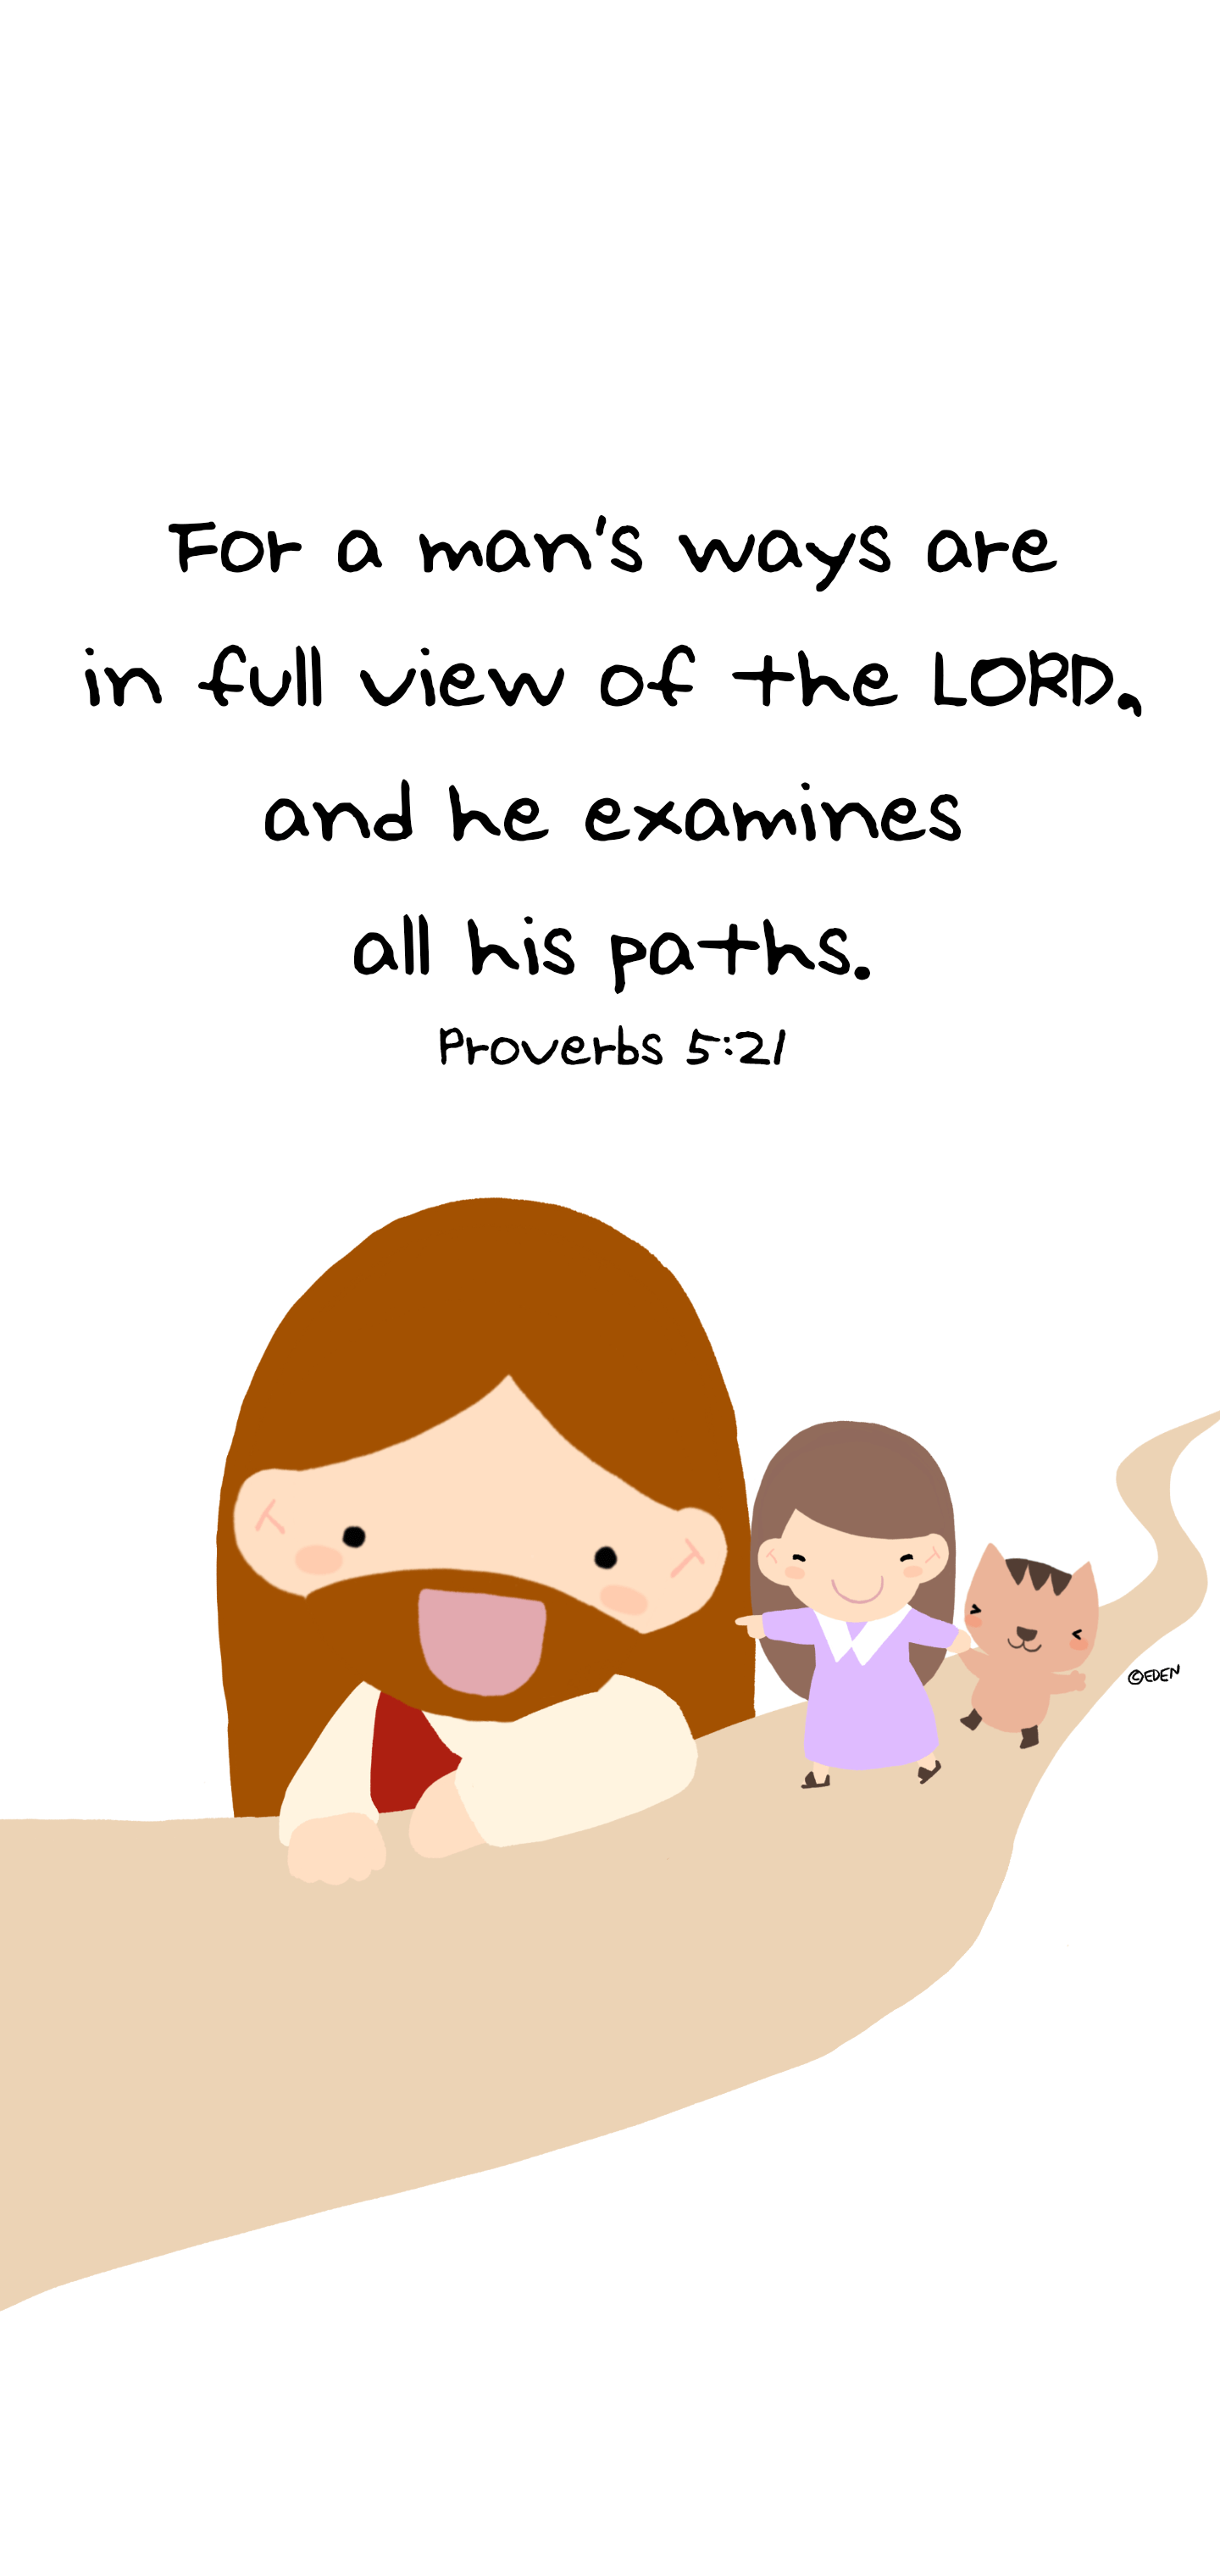 For a man's ways are
in full view of the LORD,
and he examines
all his paths.
Proverbs 5:21
©EDEN